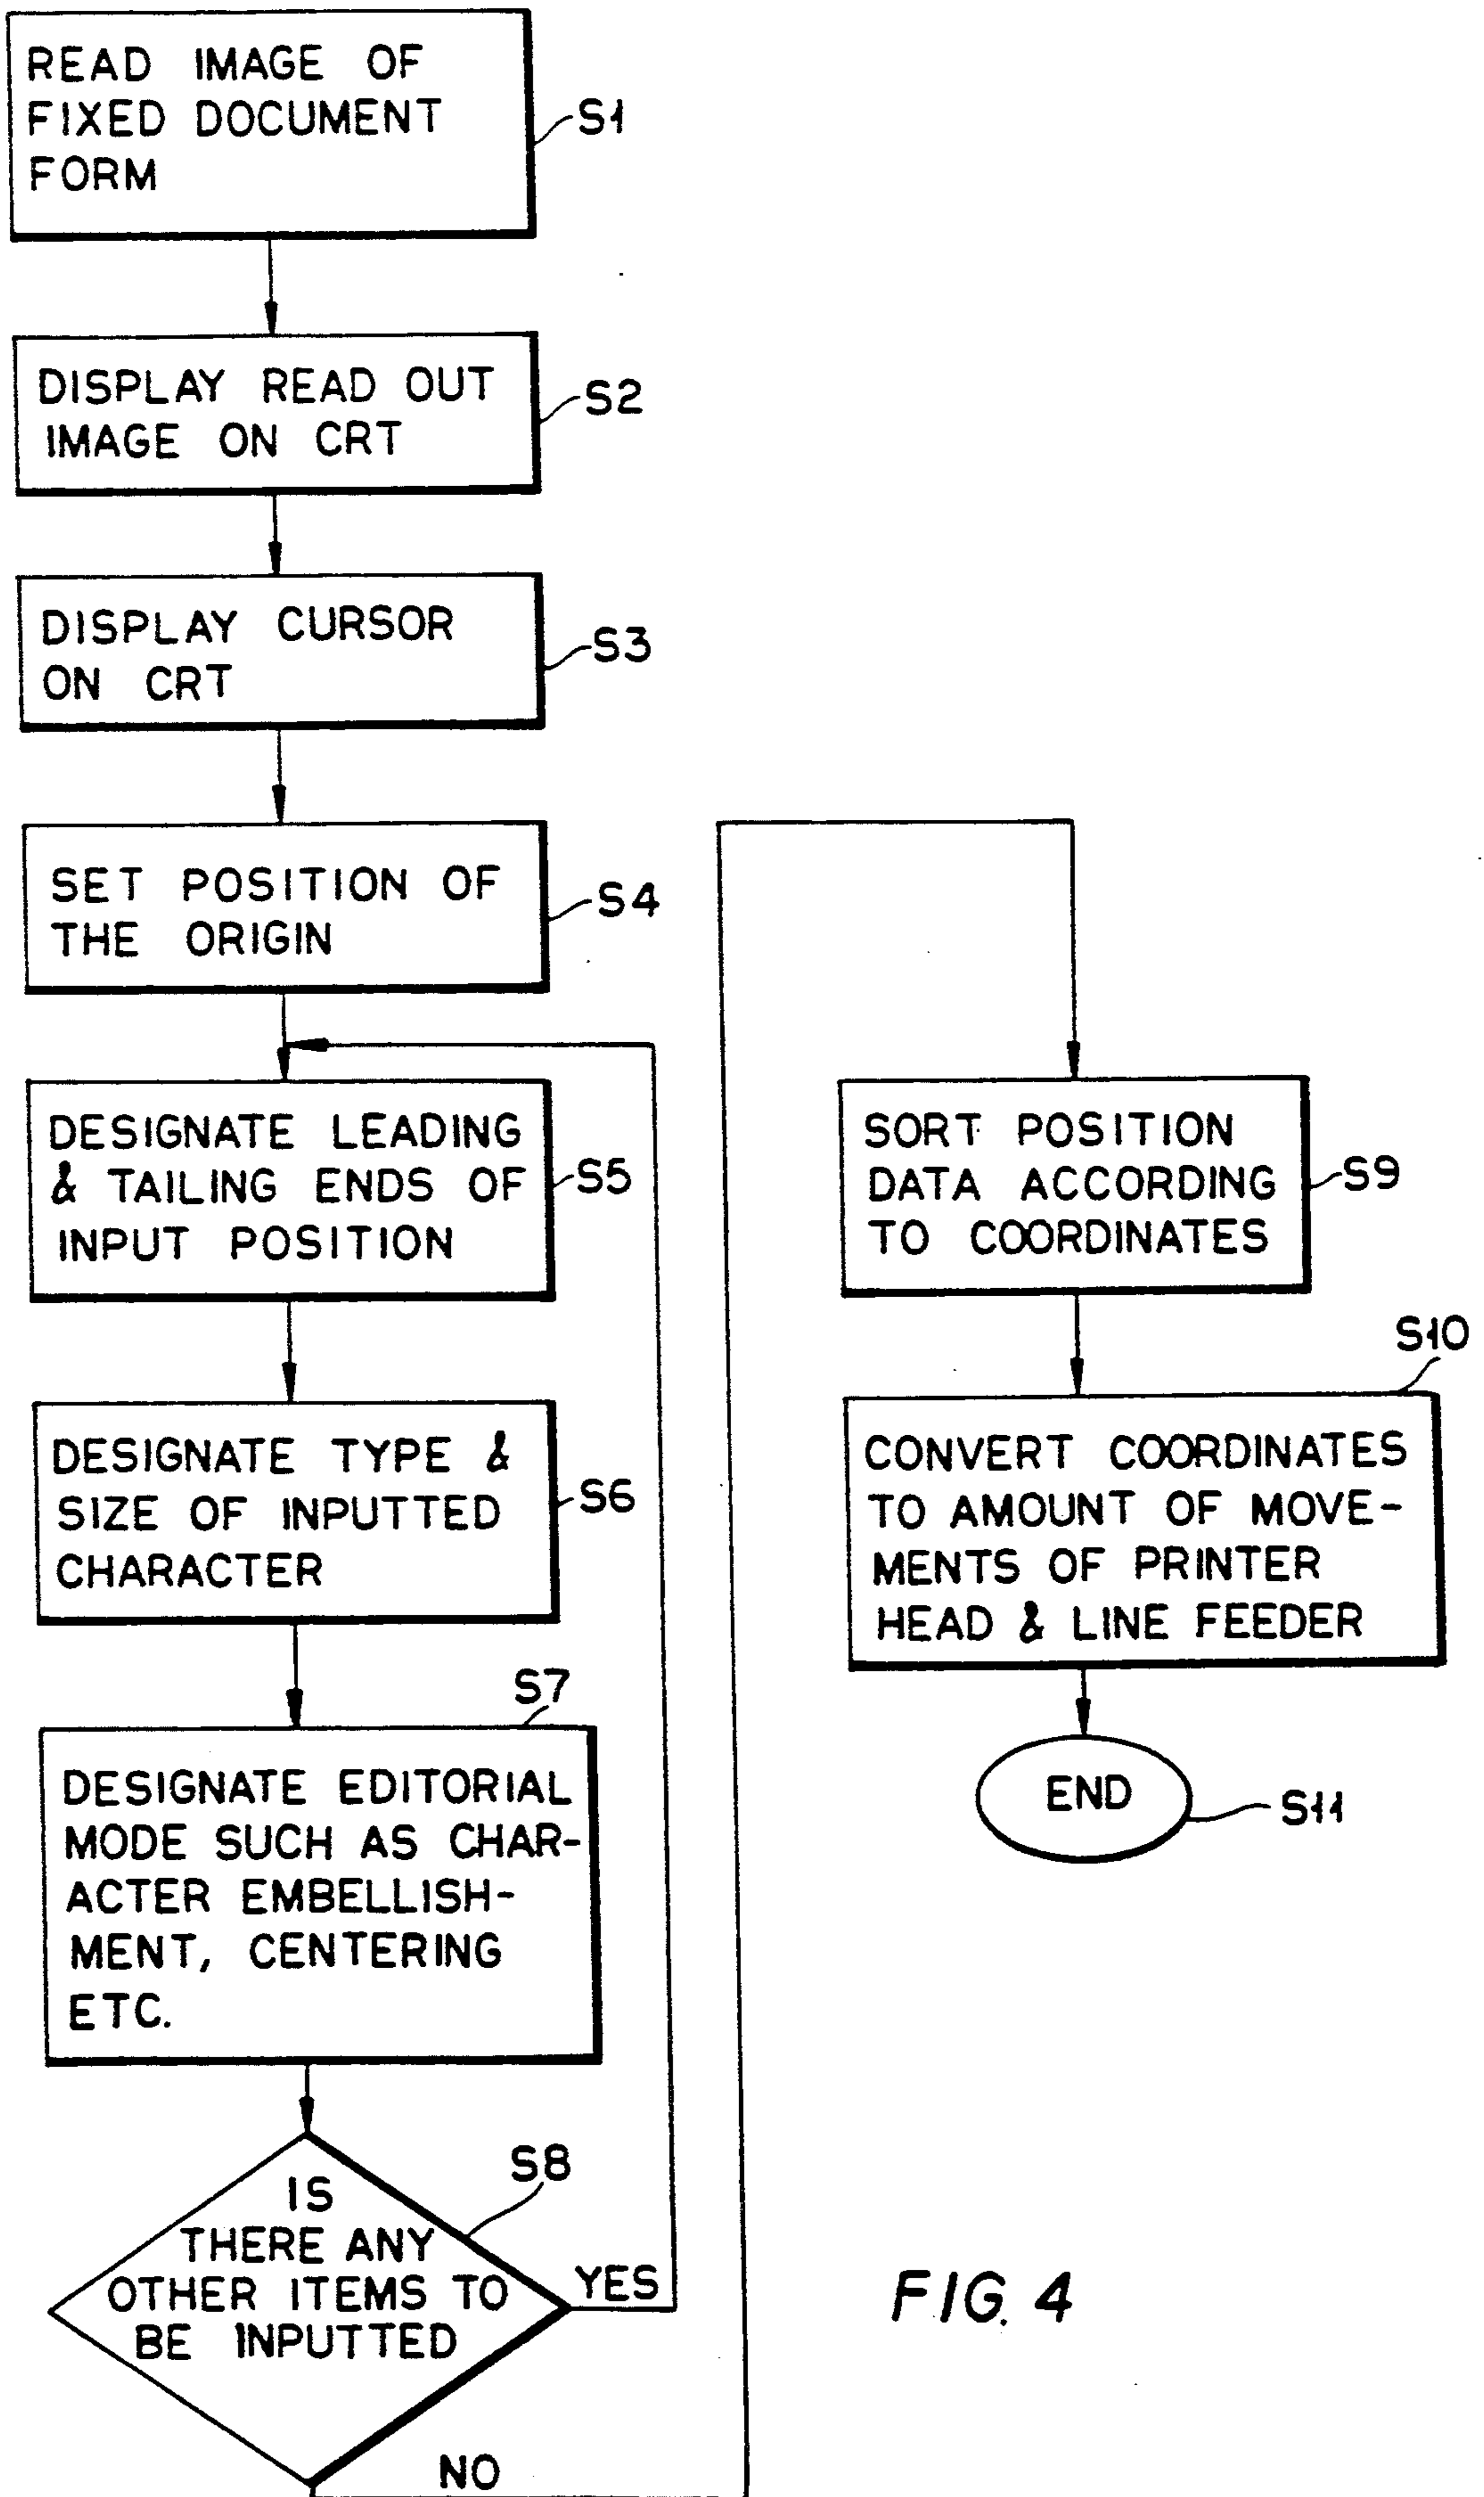 READ IMAGE OF
FIXED DOCUMENT
FORM
S1
DISPLAY READ OUT
IMAGE ON CRT
S2
DISPLAY CURSOR
ON CRT
S3
SET POSITION OF
THE ORIGIN
S4
DESIGNATE LEADING
& TAILING ENDS OF
INPUT POSITION
S5
DESIGNATE TYPE &
SIZE OF INPUTTED
CHARACTER
S6
S7
DESIGNATE EDITORIAL
MODE SUCH AS CHAR-
ACTER EMBELLISH-
MENT, CENTERING
ETC.
S8
IS
THERE ANY
OTHER ITEMS TO
BE INPUTTED
YES
NO
SORT POSITION
DATA ACCORDING
TO COORDINATES
S9
S10
CONVERT COORDINATES
TO AMOUNT OF MOVE-
MENTS OF PRINTER
HEAD & LINE FEEDER
END
S11
FIG. 4